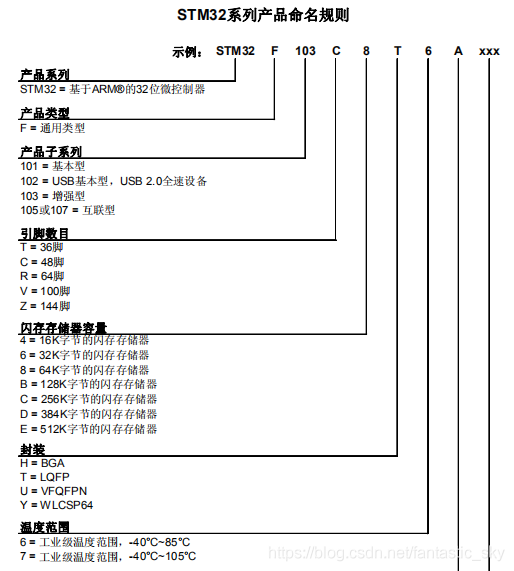 STM32系列产品命名规则
示例： STM32 F 103 C 8 T 6 A xxx
产品系列
STM32 = 基于ARM®的32位微控制器
产品类型
F = 通用类型
产品子系列
101 = 基本型
102 = USB基本型，USB 2.0全速设备
103 = 增强型
105或107 = 互联型
引脚数目
T = 36脚
C = 48脚
R = 64脚
V = 100脚
Z = 144脚
闪存存储器容量
4 = 16K字节的闪存存储器
6 = 32K字节的闪存存储器
8 = 64K字节的闪存存储器
B = 128K字节的闪存存储器
C = 256K字节的闪存存储器
D = 384K字节的闪存存储器
E = 512K字节的闪存存储器
封装
H = BGA
T = LQFP
U = VFQFPN
Y = WLCSP64
温度范围
6 = 工业级温度范围，-40°C~85°C
7 = 工业级温度范围，-40°C~105°C
https://blog.csdn.net/fantastic_sky